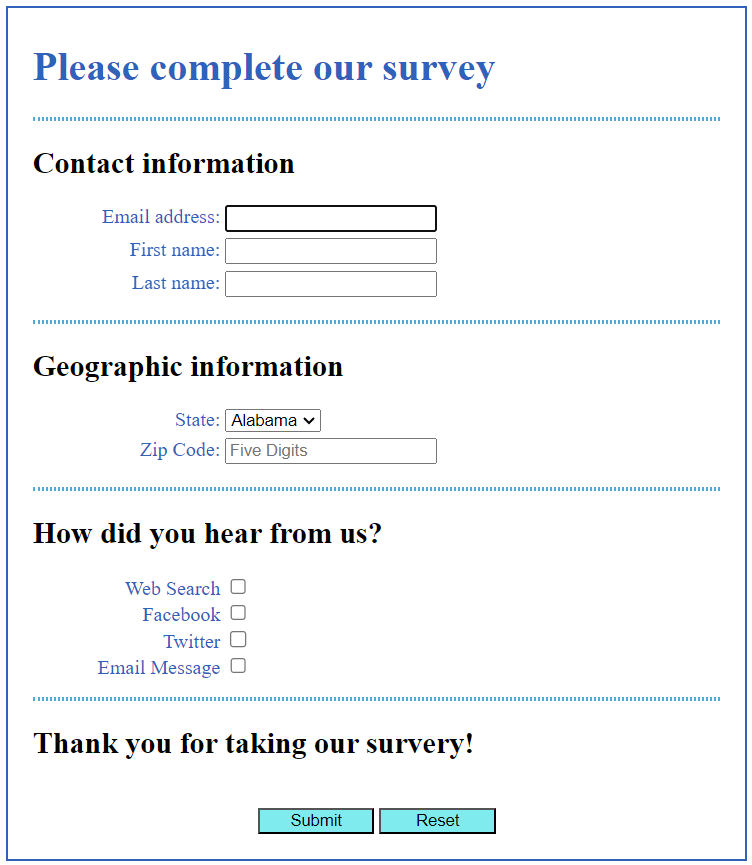 Please complete our survey
Contact information
Email address:
First name:
Last name:
Geographic information
State: Alabama
Zip Code: Five Digits
How did you hear from us?
Web Search
Facebook
Twitter
Email Message
Thank you for taking our survery!
Submit Reset